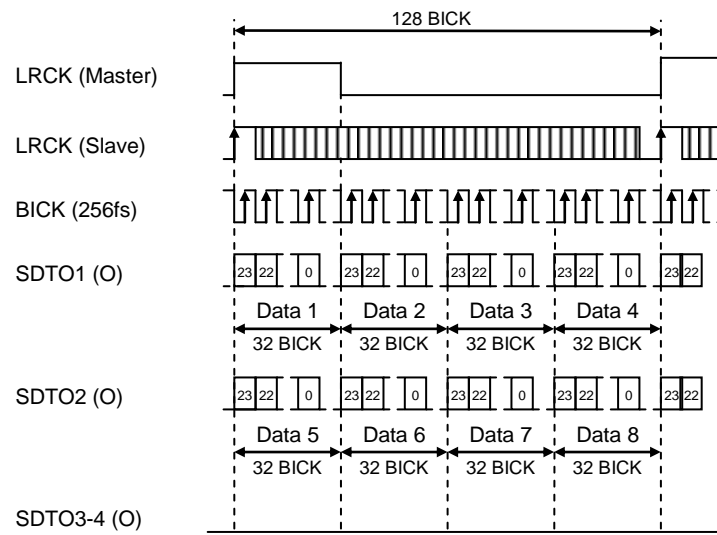 128 BICK
LRCK (Master)
LRCK (Slave)
BICK (256fs)
SDTO1 (O)
23 22 0 23 22 0 23 22 0 23 22 0 23 22
Data 1 Data 2 Data 3 Data 4
32 BICK 32 BICK 32 BICK 32 BICK
SDTO2 (O)
23 22 0 23 22 0 23 22 0 23 22 0 23 22
Data 5 Data 6 Data 7 Data 8
32 BICK 32 BICK 32 BICK 32 BICK
SDTO3-4 (O)